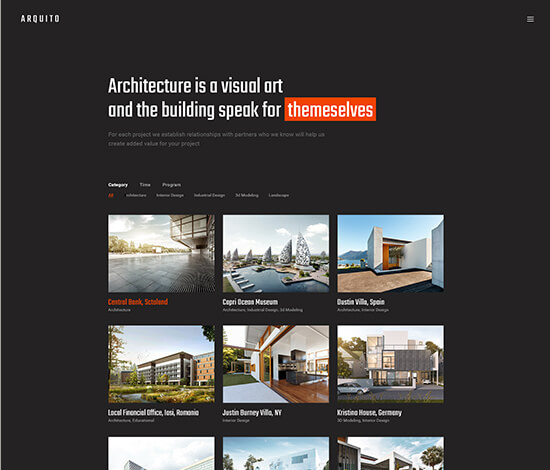 ARQUITO
Architecture is a visual art
and the building speak for themeselves
For each project we establish relationships with partners who we know will help us
create added value for your project
Category Time Program
All Architecture Interior Design Industrial Design 3d Modeling Landscape
Central Bank, Scotaland Capri Ocean Museum Dustin Villa, Spain
Architecture Architecture, Industrial Design, 3d Modeling Architecture, Interior Design
Local Financial Office, Iasi, Romania Justin Burney Villa, NY Kristina House, Germany
Architecture, Educational Interior Design 3D Modeling, Interior Design